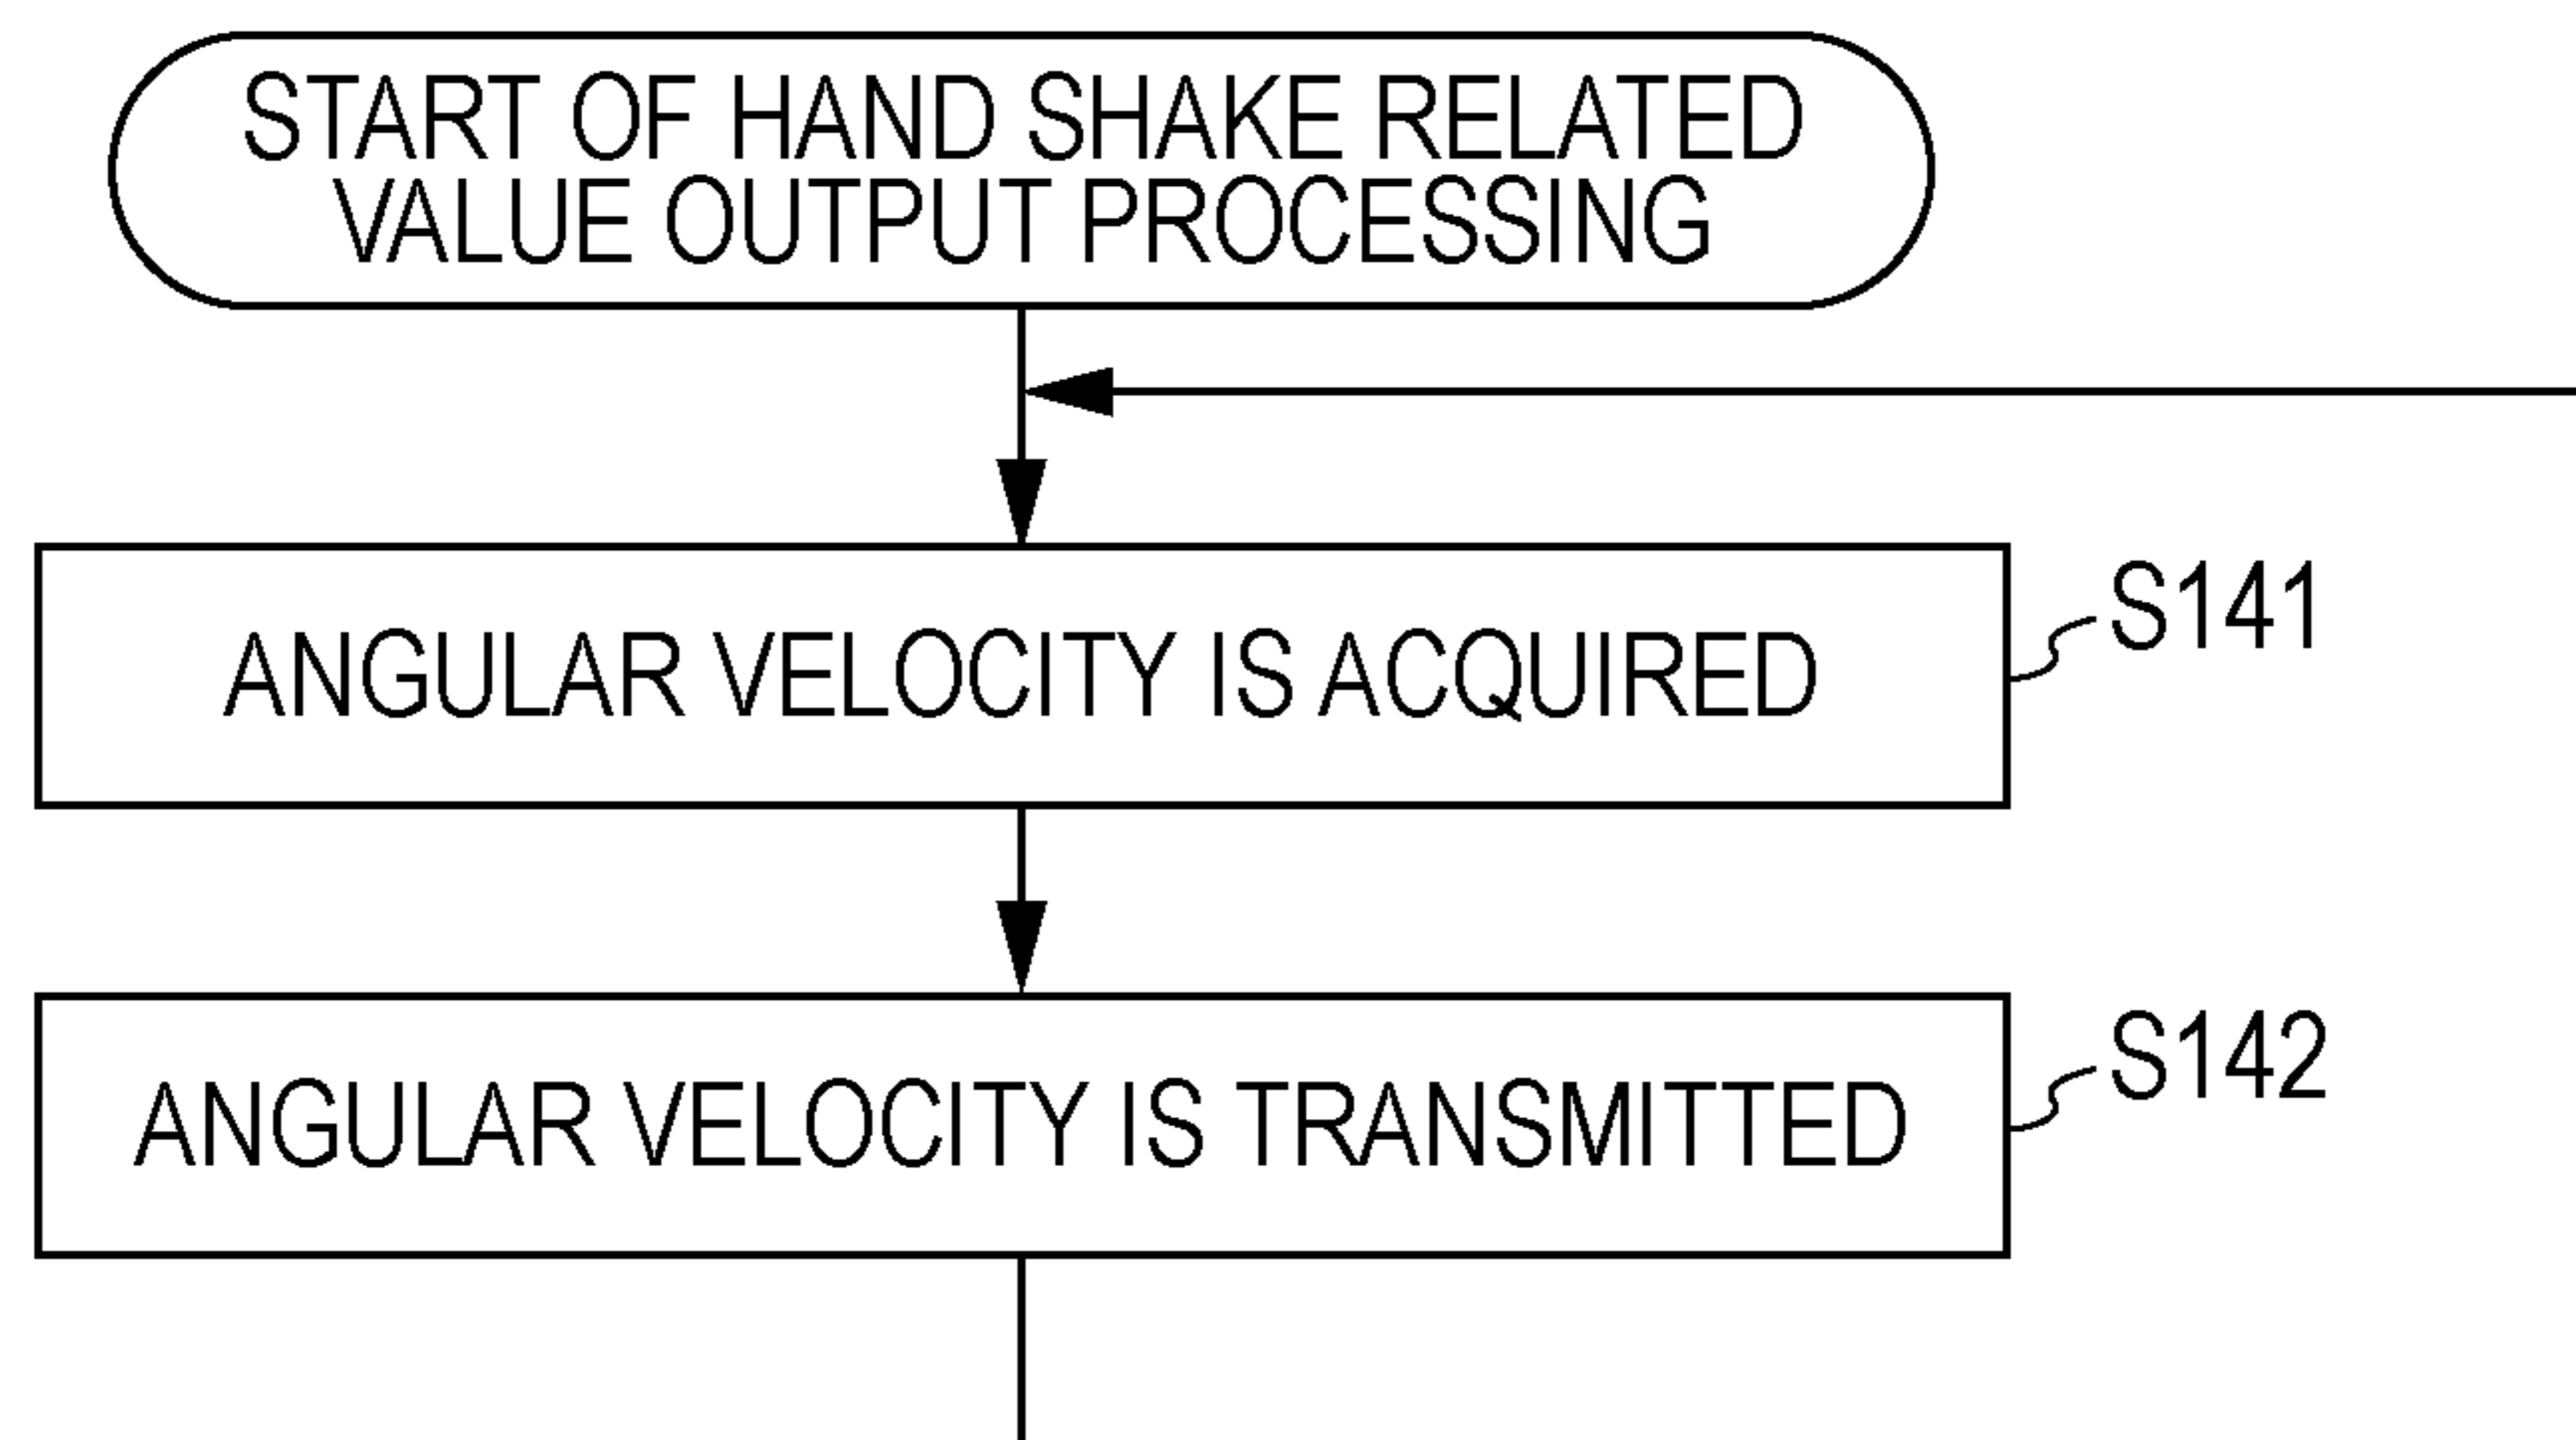 START OF HAND SHAKE RELATED
VALUE OUTPUT PROCESSING
ANGULAR VELOCITY IS ACQUIRED
S141
ANGULAR VELOCITY IS TRANSMITTED
S142